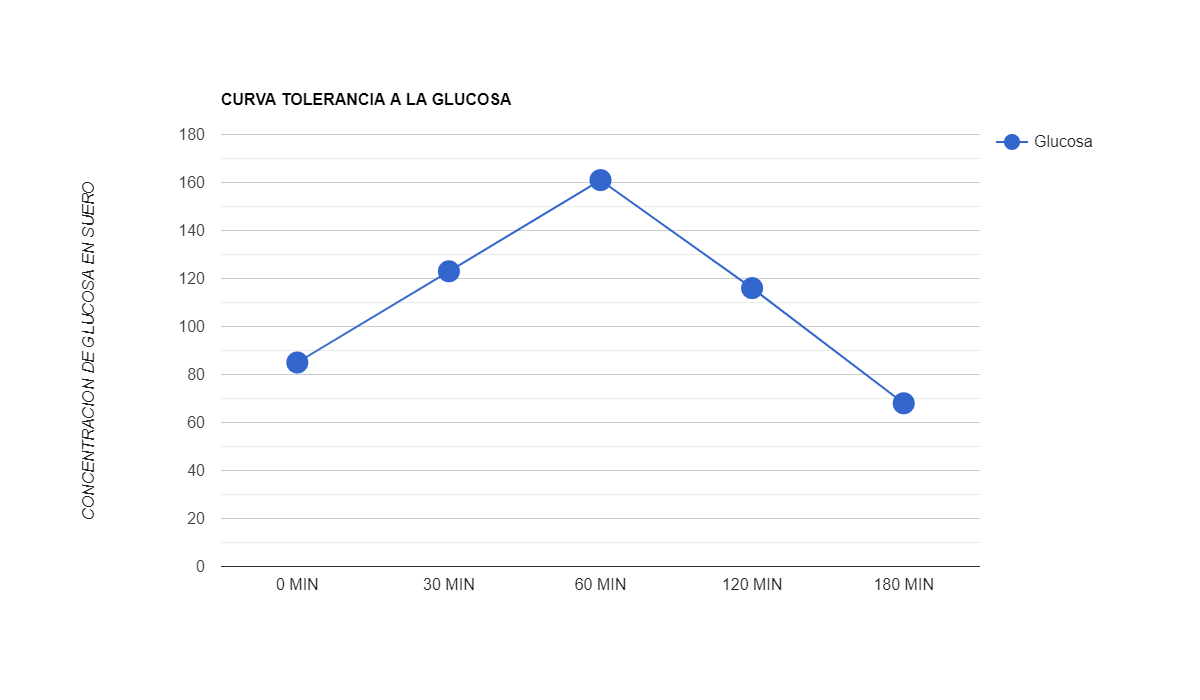 CURVA TOLERANCIA A LA GLUCOSA
Glucosa
CONCENTRACION DE GLUCOSA EN SUERO
180
160
140
120
100
80
60
40
20
0
0 MIN
30 MIN
60 MIN
120 MIN
180 MIN